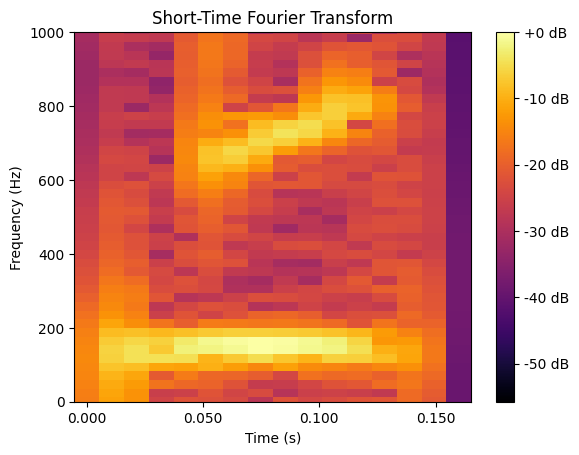 Short-Time Fourier Transform
1000
800
600
400
200
0
Frequency (Hz)
0.000
0.050
0.100
0.150
Time (s)
+0 dB
-10 dB
-20 dB
-30 dB
-40 dB
-50 dB